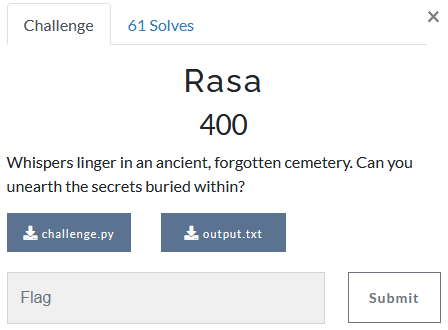 Challenge
61 Solves
×
Rasa
400
Whispers linger in an ancient, forgotten cemetery. Can you
unearth the secrets buried within?
challenge.py
output.txt
Flag
Submit